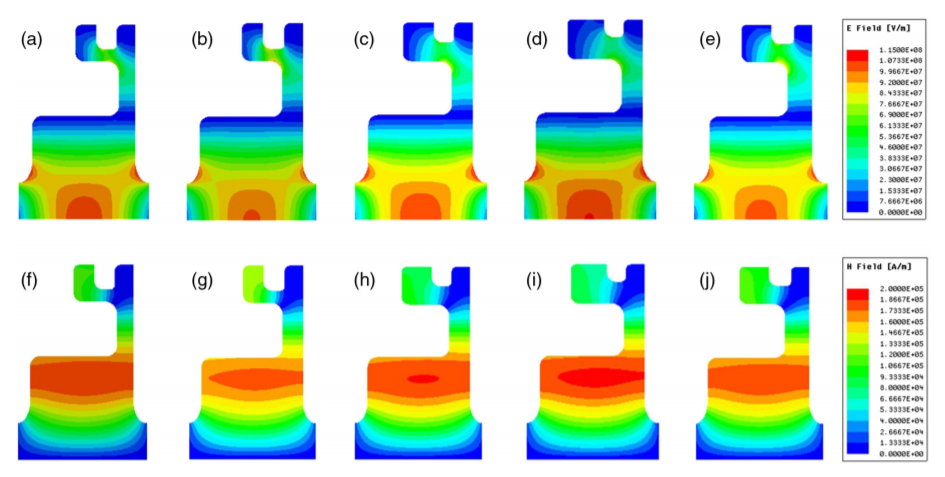 (a)
(b)
(c)
(d)
(e)
E Field [V/m]
1.1500E+08
1.0733E+08
9.9667E+07
9.2000E+07
8.4333E+07
7.6667E+07
6.9000E+07
6.1333E+07
5.3667E+07
4.6000E+07
3.8333E+07
3.0667E+07
2.3000E+07
1.5333E+07
7.6667E+06
0.0000E+00
(f)
(g)
(h)
(i)
(j)
H Field [A/m]
2.0000E+05
1.8667E+05
1.7333E+05
1.6000E+05
1.4667E+05
1.3333E+05
1.2000E+05
1.0667E+05
9.3333E+04
8.0000E+04
6.6667E+04
5.3333E+04
4.0000E+04
2.6667E+04
1.3333E+04
0.0000E+00